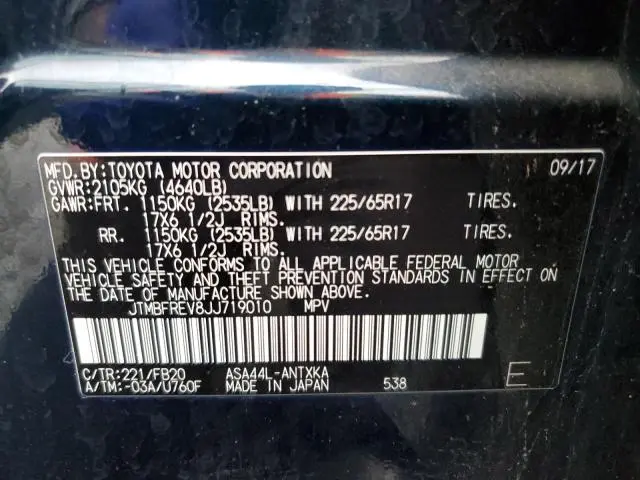 MFD.BY:TOYOTA MOTOR CORPORATION 09/17
GVWR:2105KG (4640LB)
GAWR:FRT. 1150KG (2535LB) WITH 225/65R17 TIRES.
17X6 1/2J RIMS.
RR. 1150KG (2535LB) WITH 225/65R17 TIRES.
17X6 1/2J RIMS.
THIS VEHICLE CONFORMS TO ALL APPLICABLE FEDERAL MOTOR
VEHICLE SAFETY AND THEFT PREVENTION STANDARDS IN EFFECT ON
THE DATE OF MANUFACTURE SHOWN ABOVE.
JTMBFREV8JJ719010 MPV
C/TR:221/FB20 ASA44L-ANTXKA
A/TM:-03A/U760F MADE IN JAPAN 538 E